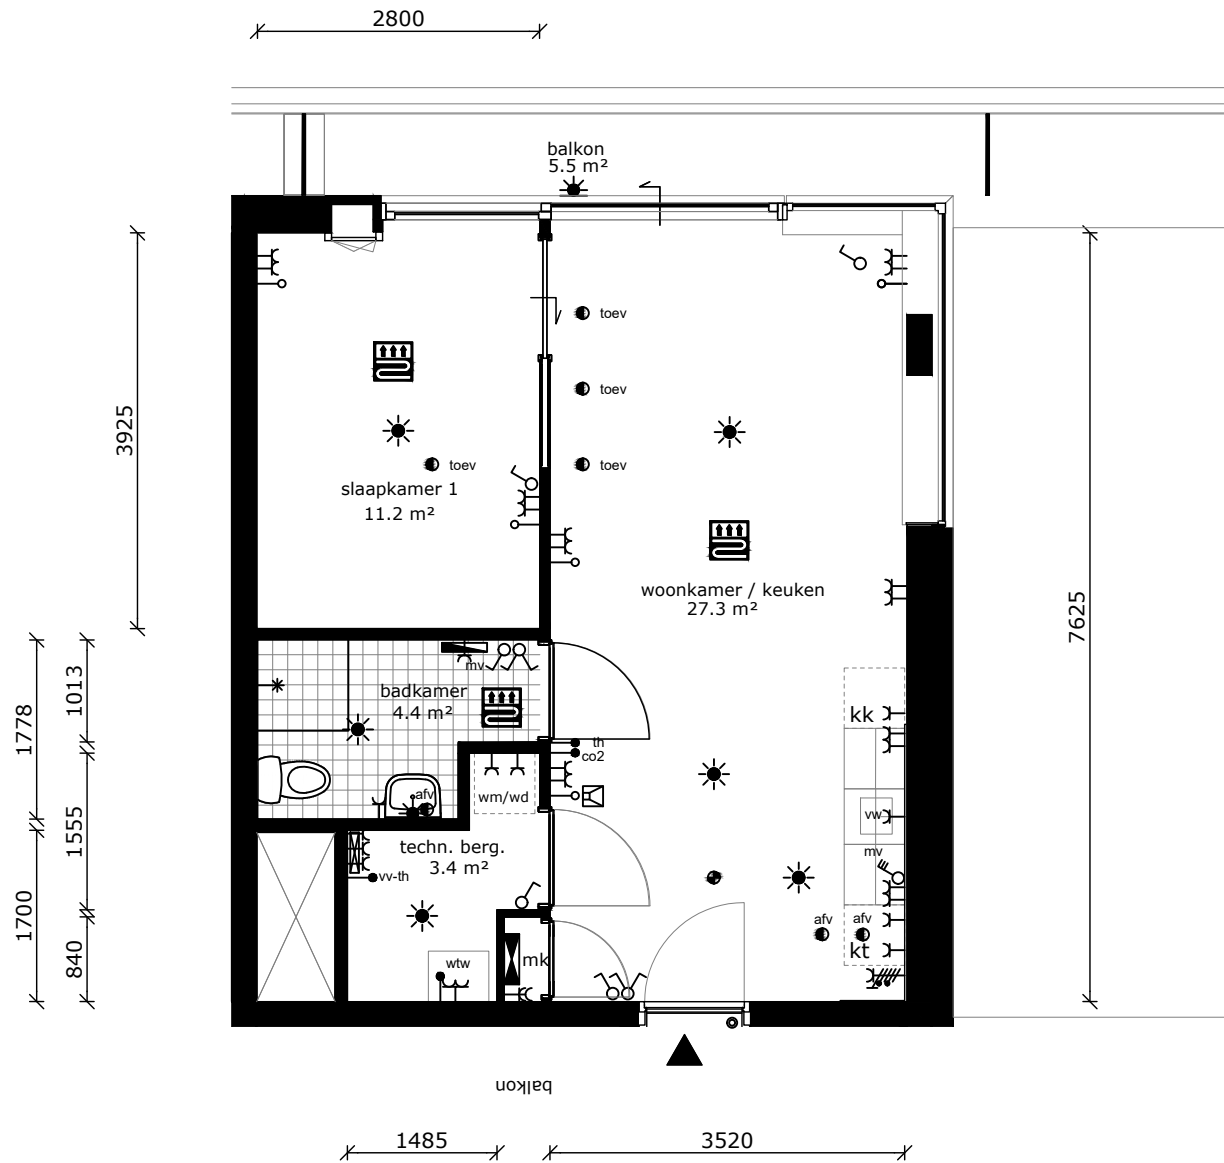 2800
balkon
5.5 m²
toev
toev
toev
toev
slaapkamer 1
11.2 m²
3925
woonkamer / keuken
27.3 m²
7625
mv
badkamer
4.4 m²
1013
1778
kk
th
co2
wm/wd
afv
vw
1555
techn. berg.
3.4 m²
mv
vv-th
1700
840
afv
afv
kt
wtw
mk
balkon
1485
3520